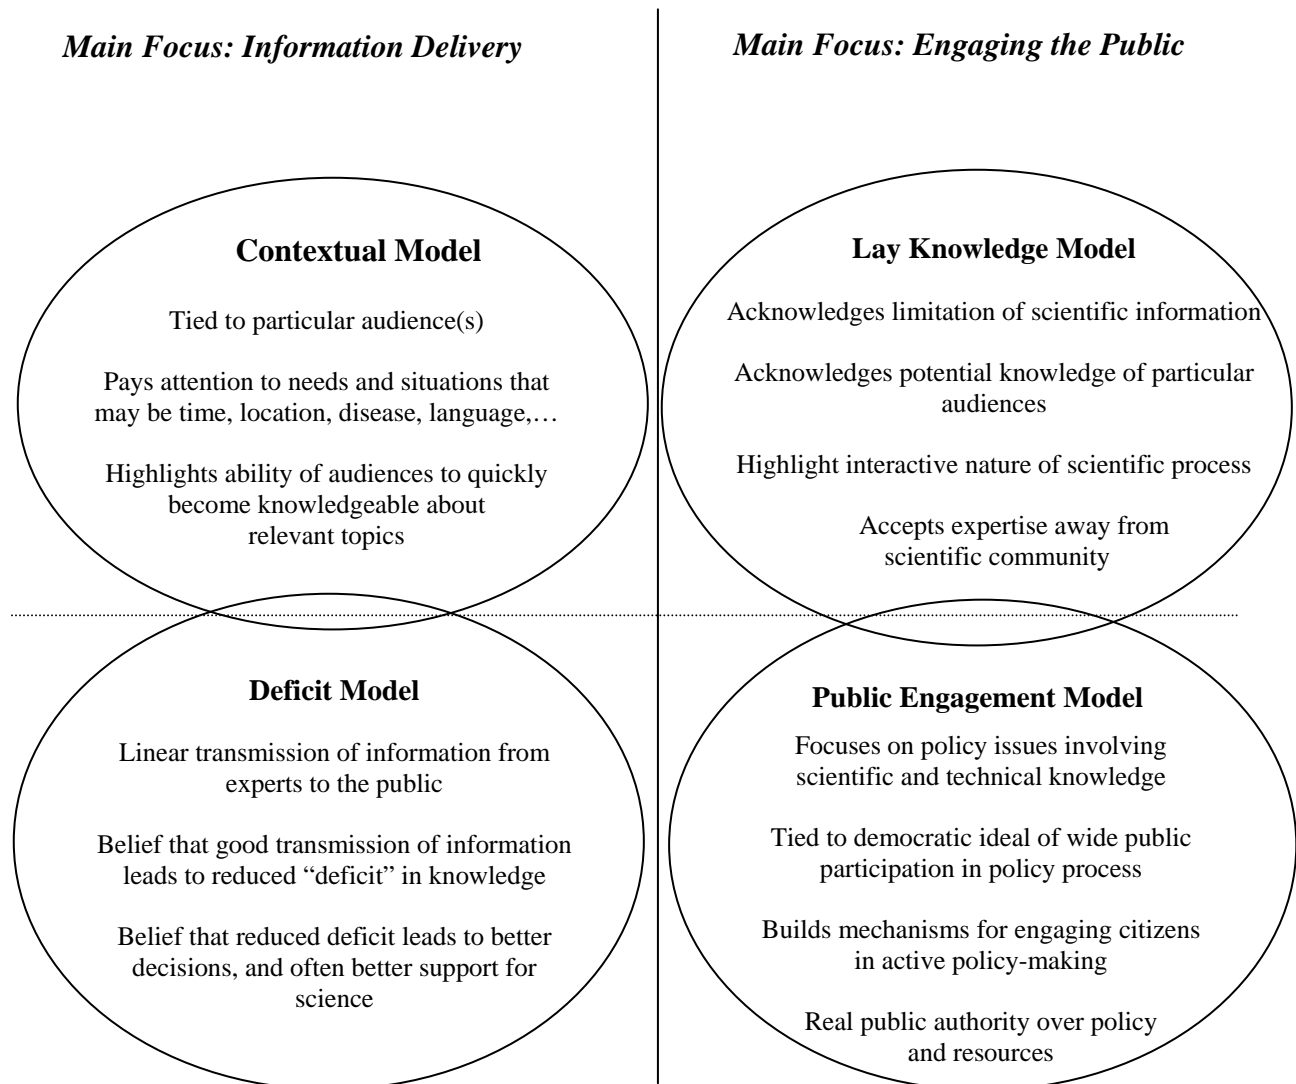 Main Focus: Information Delivery
Main Focus: Engaging the Public
Contextual Model
Tied to particular audience(s)
Pays attention to needs and situations that
may be time, location, disease, language,…
Highlights ability of audiences to quickly
become knowledgeable about
relevant topics
Lay Knowledge Model
Acknowledges limitation of scientific information
Acknowledges potential knowledge of particular
audiences
Highlight interactive nature of scientific process
Accepts expertise away from
scientific community
Deficit Model
Linear transmission of information from
experts to the public
Belief that good transmission of information
leads to reduced “deficit” in knowledge
Belief that reduced deficit leads to better
decisions, and often better support for
science
Public Engagement Model
Focuses on policy issues involving
scientific and technical knowledge
Tied to democratic ideal of wide public
participation in policy process
Builds mechanisms for engaging citizens
in active policy-making
Real public authority over policy
and resources